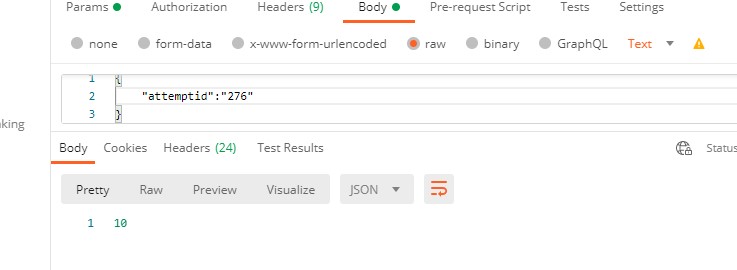 Params Authorization Headers (9) Body Pre-request Script Tests Settings
none form-data x-www-form-urlencoded raw binary GraphQL Text
1 {
2 "attemptid":"276"
3 }
aking
Body Cookies Headers (24) Test Results Status
Pretty Raw Preview Visualize JSON
1 10